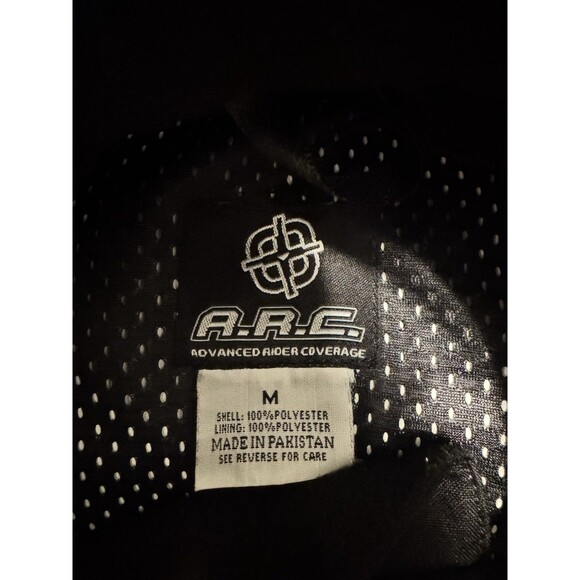 A.R.C.
ADVANCED RIDER COVERAGE
M
SHELL: 100%POLYESTER
LINING: 100%POLYESTER
MADE IN PAKISTAN
SEE REVERSE FOR CARE